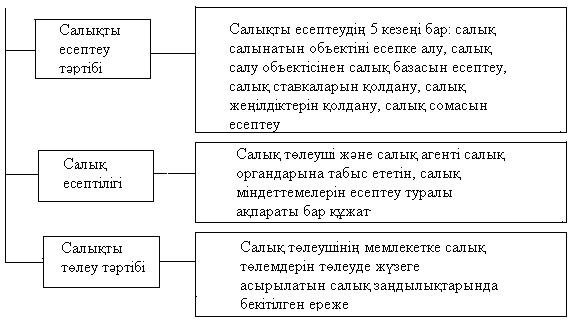 Салықты
есептеу
тәртібі
Салықты есептеудің 5 кезеңі бар: салық
салынатын объектіні есепке алу, салық
салу объектісінен салық базасын есептеу,
салық ставкаларын қолдану, салық
жеңілдіктерін қолдану, салық сомасын
есептеу
Салық
есептілігі
Салық төлеуші және салық агенті салық
органдарына табыс ететін, салық
міндеттемелерін есептеу туралы
ақпараты бар құжат
Салықты
төлеу тәртібі
Салық төлеушінің мемлекетке салық
төлемдерін төлеуде жүзеге
асырылатын салық заңдылықтарында
бекітілген ереже